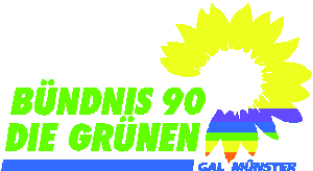 BÜNDNIS 90
DIE GRÜNEN
GAL MÜNSTER